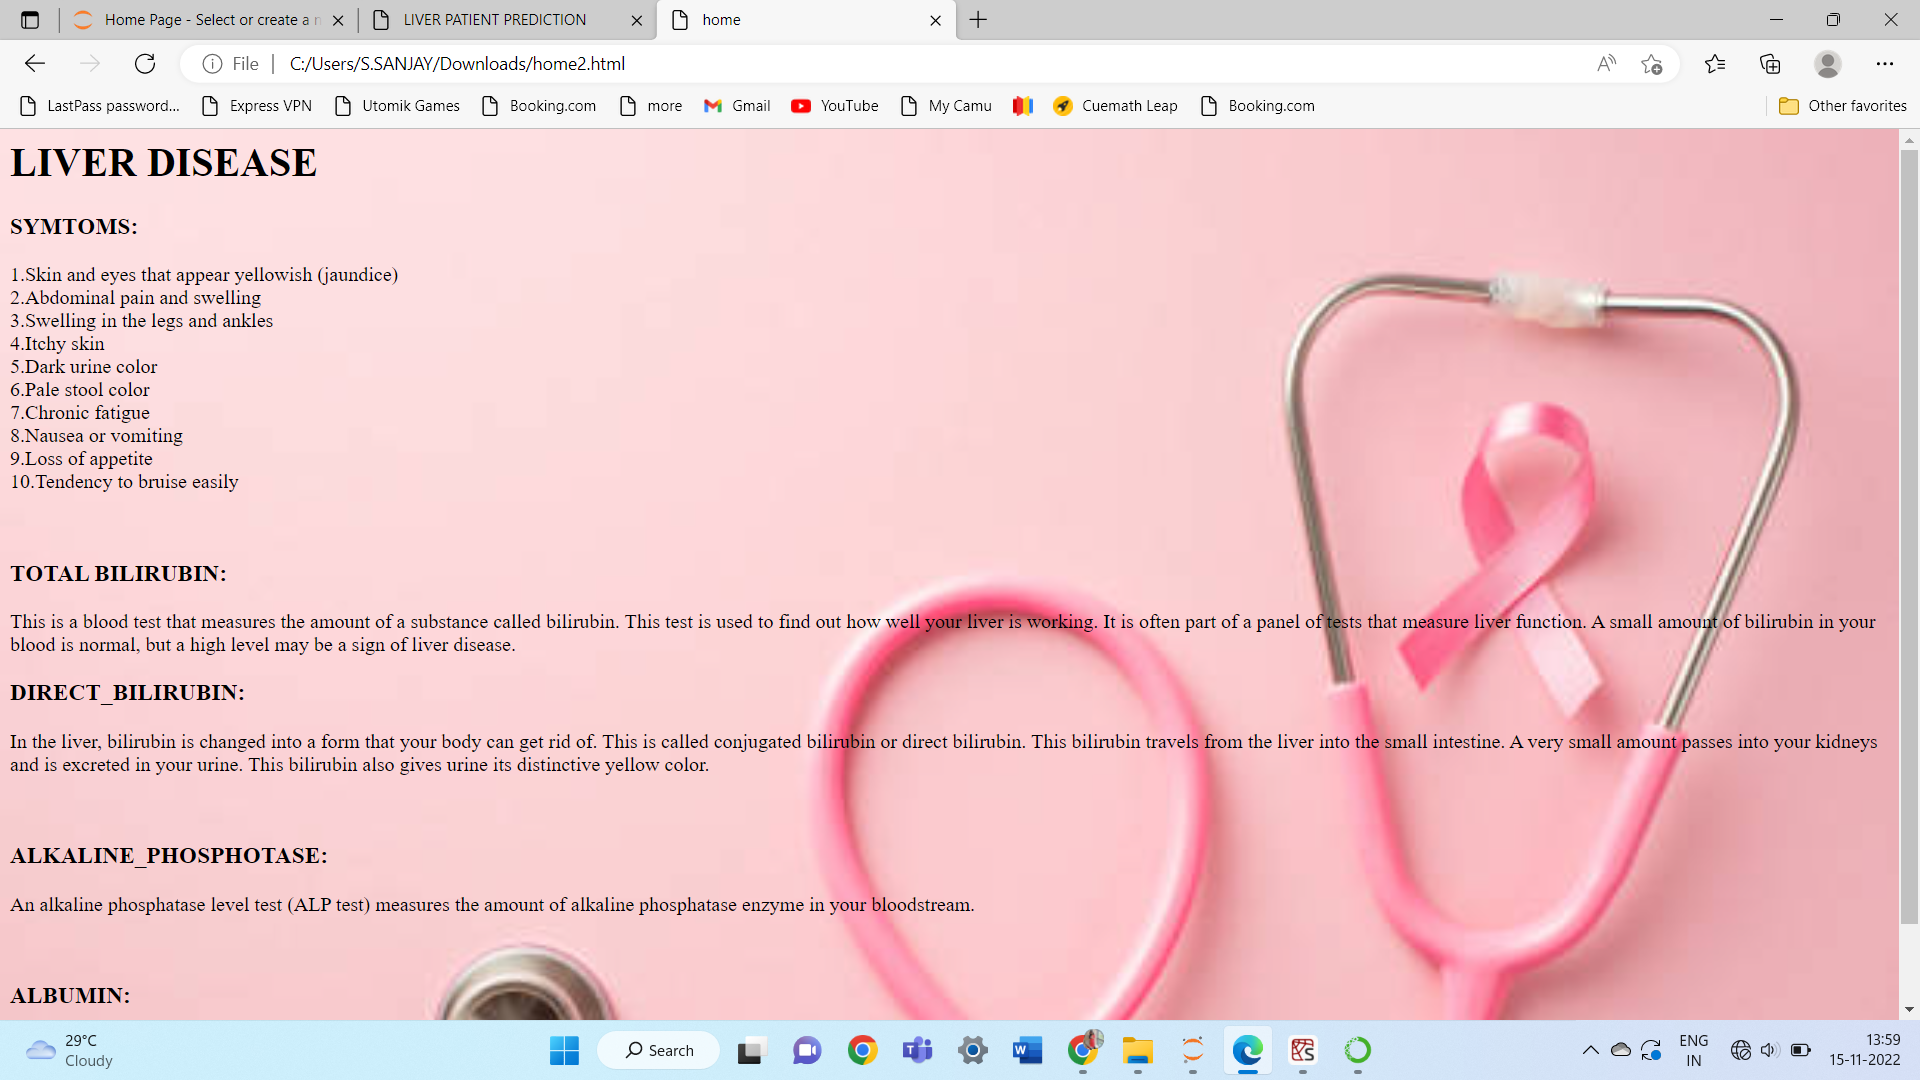 Home Page - Select or create a n
LIVER PATIENT PREDICTION
home
File
C:/Users/S.SANJAY/Downloads/home2.html
LastPass password...
Express VPN
Utomik Games
Booking.com
more
Gmail
YouTube
My Camu
Cuemath Leap
Booking.com
Other favorites
LIVER DISEASE
SYMTOMS:
1.Skin and eyes that appear yellowish (jaundice)
2.Abdominal pain and swelling
3.Swelling in the legs and ankles
4.Itchy skin
5.Dark urine color
6.Pale stool color
7.Chronic fatigue
8.Nausea or vomiting
9.Loss of appetite
10.Tendency to bruise easily
TOTAL BILIRUBIN:
This is a blood test that measures the amount of a substance called bilirubin. This test is used to find out how well your liver is working. It is often part of a panel of tests that measure liver function. A small amount of bilirubin in your
blood is normal, but a high level may be a sign of liver disease.
DIRECT_BILIRUBIN:
In the liver, bilirubin is changed into a form that your body can get rid of. This is called conjugated bilirubin or direct bilirubin. This bilirubin travels from the liver into the small intestine. A very small amount passes into your kidneys
and is excreted in your urine. This bilirubin also gives urine its distinctive yellow color.
ALKALINE_PHOSPHOTASE:
An alkaline phosphatase level test (ALP test) measures the amount of alkaline phosphatase enzyme in your bloodstream.
ALBUMIN:
29°C
Cloudy
Search
ENG
IN
13:59
15-11-2022